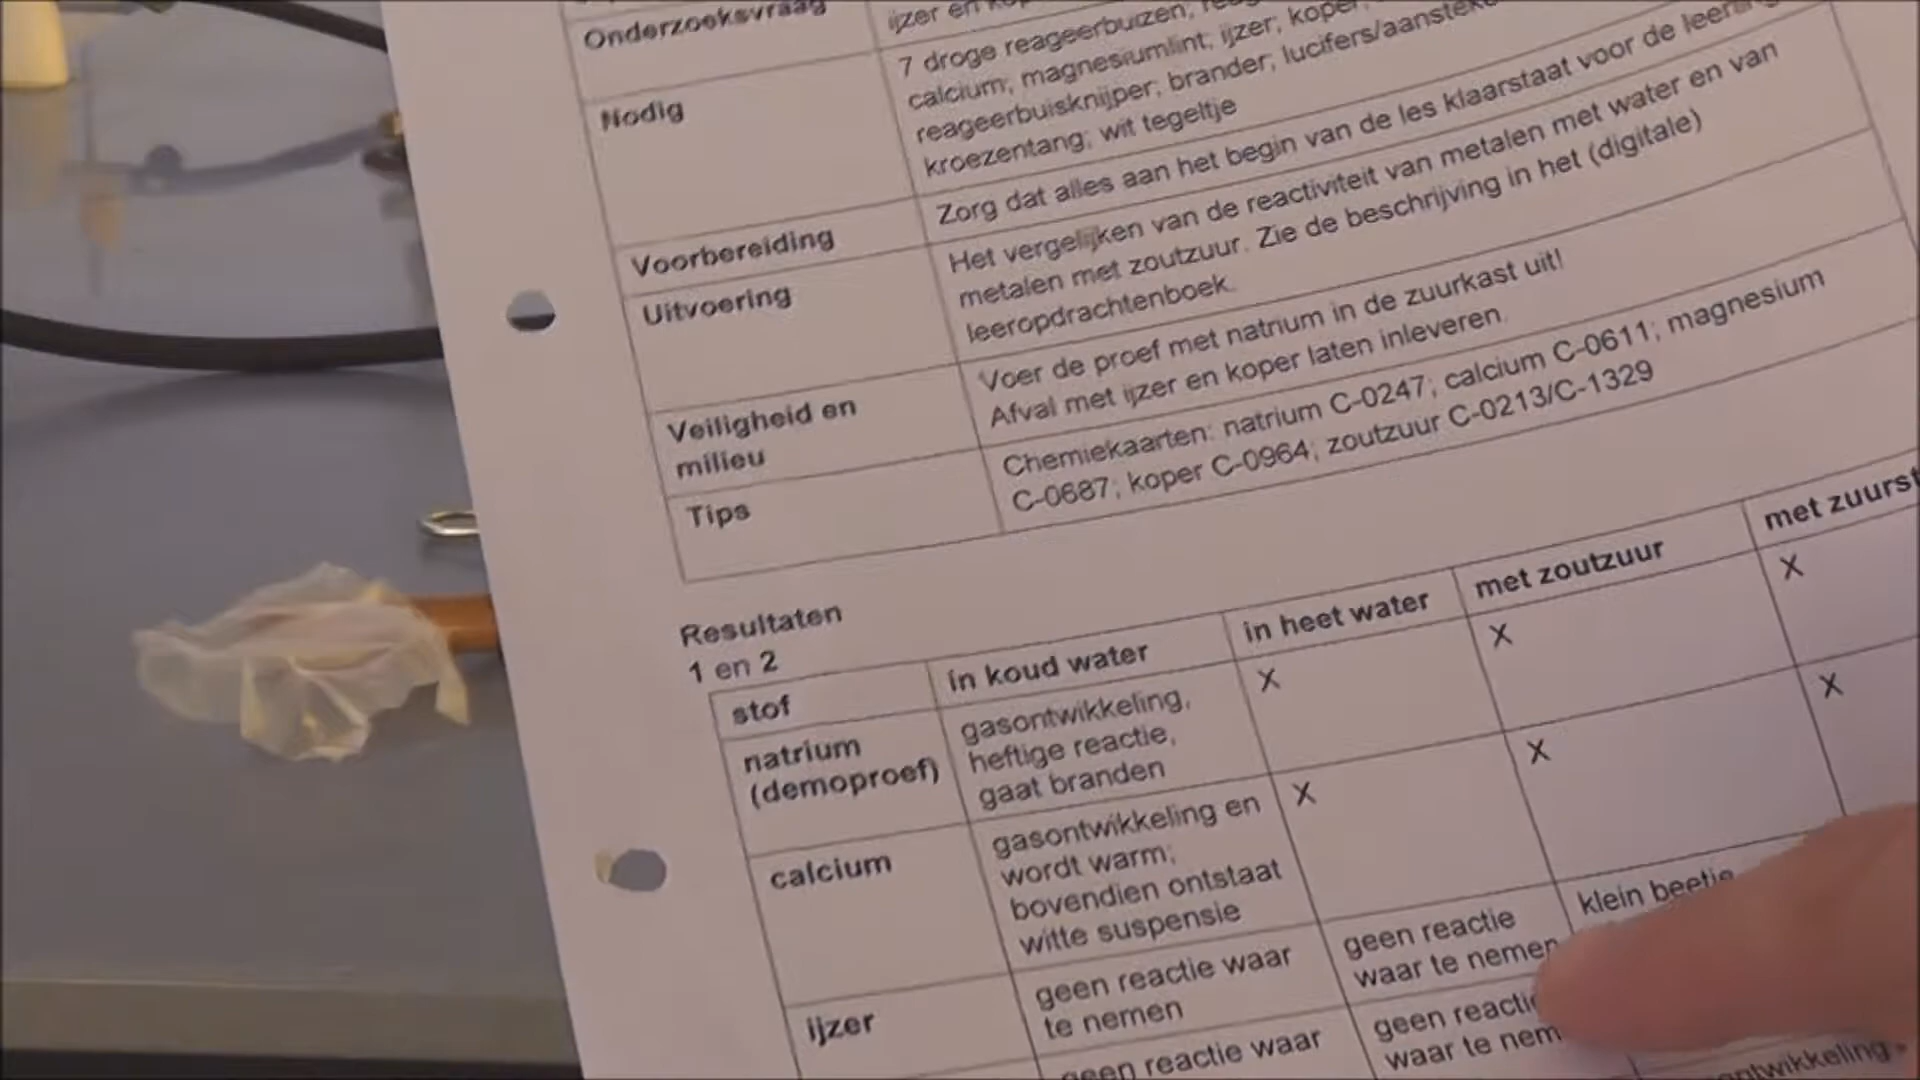 Onderzoeksvraag
ijzer en
Nodig
7 droge reageerbuizen;
calcium; magnesiumlint; ijzer; koper;
reageerbuisknijper; brander; lucifers/aansteker
kroezentang; wit tegeltje
Voorbereiding
Zorg dat alles aan het begin van de les klaarstaat voor de
Uitvoering
Het vergelijken van de reactiviteit van metalen met water en van
metalen met zoutzuur. Zie de beschrijving in het (digitale)
leeropdrachtenboek.
Veiligheid en
milieu
Voer de proef met natrium in de zuurkast uit!
Afval met ijzer en koper laten inleveren.
Tips
Chemiekaarten: natrium C-0247; calcium C-0611; magnesium
C-0687; koper C-0964; zoutzuur C-0213/C-1329
Resultaten
1 en 2
stof
in koud water
in heet water
met zoutzuur
met zuurst
natrium
(demoproef)
gasontwikkeling,
heftige reactie,
gaat branden
X
X
X
calcium
gasontwikkeling en
wordt warm;
bovendien ontstaat
witte suspensie
X
X
X
ijzer
geen reactie waar
te nemen
geen reactie
waar te nemen
klein beetje
geen reactie waar
geen reactie
waar te nem